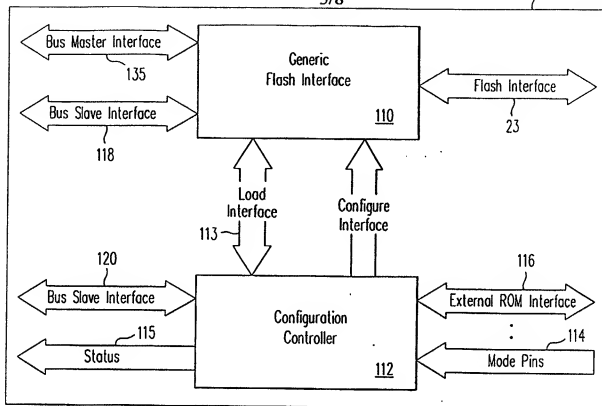 Bus Master Interface
135
Generic
Flash Interface
110
Flash Interface
23
Bus Slave Interface
118
Load
Interface
113
Configure
Interface
120
Bus Slave Interface
115
Status
Configuration
Controller
112
116
External ROM Interface
114
Mode Pins